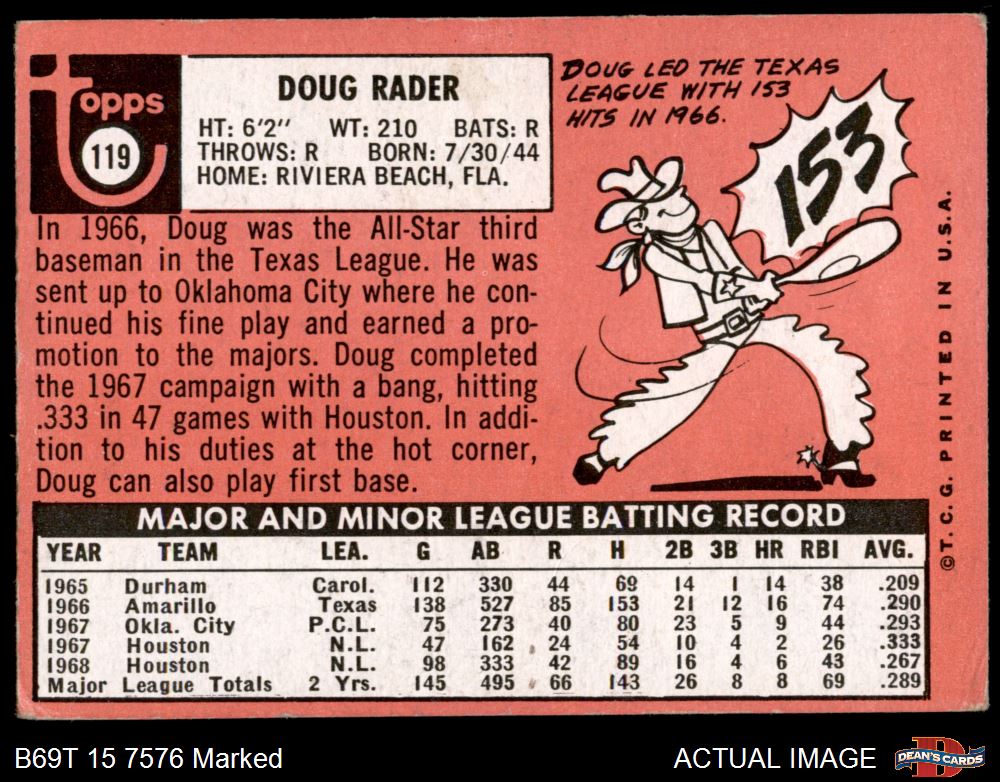 Topps
119
DOUG RADER
HT: 6'2" WT: 210 BATS: R
THROWS: R BORN: 7/30/44
HOME: RIVIERA BEACH, FLA.
DOUG LED THE TEXAS
LEAGUE WITH 153
HITS IN 1966.
153
In 1966, Doug was the All-Star third
baseman in the Texas League. He was
sent up to Oklahoma City where he con-
tinued his fine play and earned a pro-
motion to the majors. Doug completed
the 1967 campaign with a bang, hitting
.333 in 47 games with Houston. In addi-
tion to his duties at the hot corner,
Doug can also play first base.
©T. C. G. PRINTED IN U.S.A.
MAJOR AND MINOR LEAGUE BATTING RECORD
YEAR TEAM LEA. G AB R H 2B 3B HR RBI AVG.
1965 Durham Carol. 112 330 44 69 14 1 14 38 .209
1966 Amarillo Texas 138 527 85 153 21 12 16 74 .290
1967 Okla. City P.C.L. 75 273 40 80 23 5 9 44 .293
1967 Houston N.L. 47 162 24 54 10 4 2 26 .333
1968 Houston N.L. 98 333 42 89 16 4 6 43 .267
Major League Totals 2 Yrs. 145 495 66 143 26 8 8 69 .289
B69T 15 7576 Marked
ACTUAL IMAGE
DEAN'S CARDS